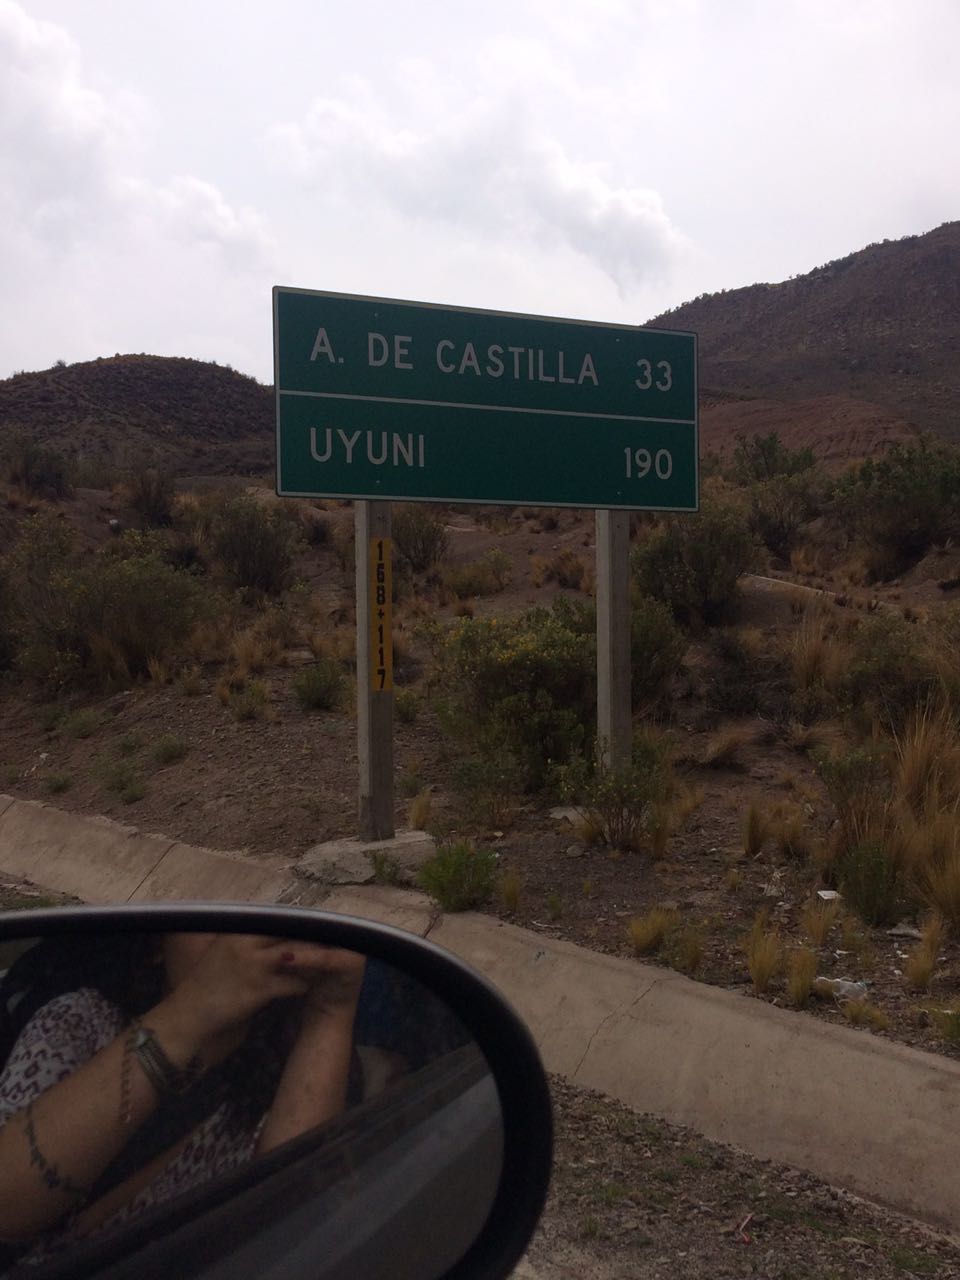 A. DE CASTILLA 33
UYUNI 190
168+117